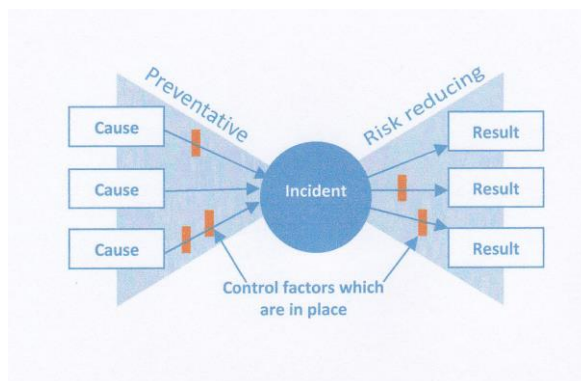 Preventative
Risk reducing
Cause
Cause
Cause
Incident
Result
Result
Result
Control factors which
are in place